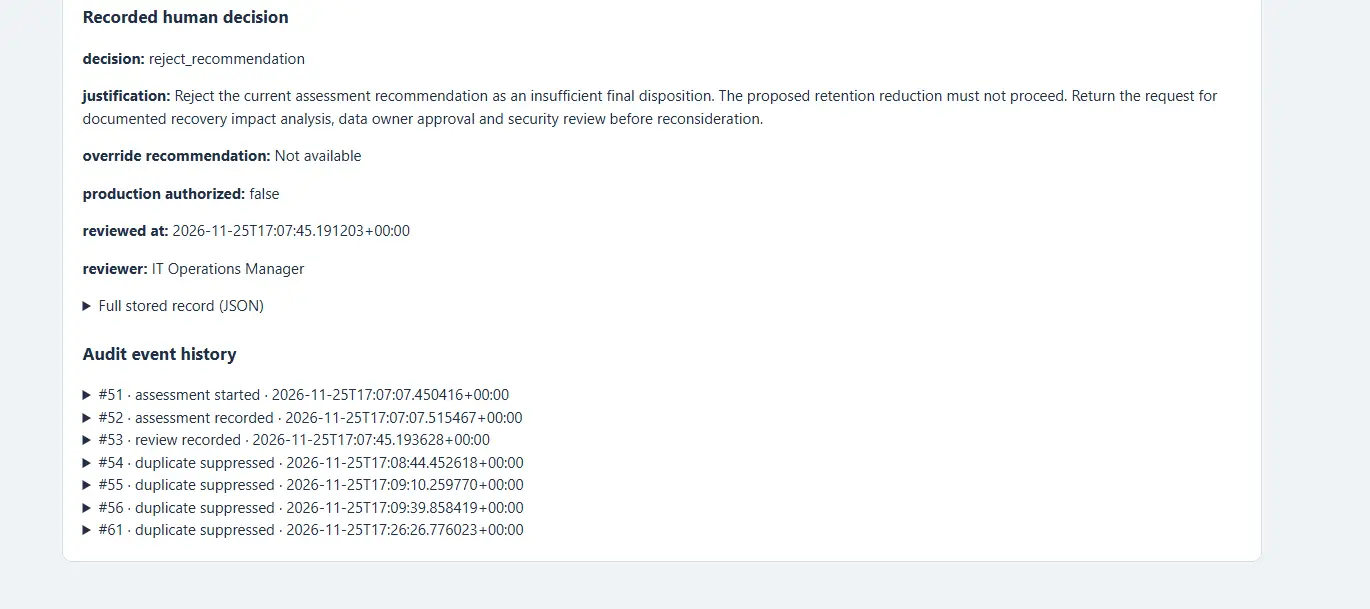 Recorded human decision
decision: reject_recommendation
justification: Reject the current assessment recommendation as an insufficient final disposition. The proposed retention reduction must not proceed. Return the request for
documented recovery impact analysis, data owner approval and security review before reconsideration.
override recommendation: Not available
production authorized: false
reviewed at: 2026-11-25T17:07:45.191203+00:00
reviewer: IT Operations Manager
▶ Full stored record (JSON)
Audit event history
▶ #51 · assessment started · 2026-11-25T17:07:07.450416+00:00
▶ #52 · assessment recorded · 2026-11-25T17:07:07.515467+00:00
▶ #53 · review recorded · 2026-11-25T17:07:45.193628+00:00
▶ #54 · duplicate suppressed · 2026-11-25T17:08:44.452618+00:00
▶ #55 · duplicate suppressed · 2026-11-25T17:09:10.259770+00:00
▶ #56 · duplicate suppressed · 2026-11-25T17:09:39.858419+00:00
▶ #61 · duplicate suppressed · 2026-11-25T17:26:26.776023+00:00